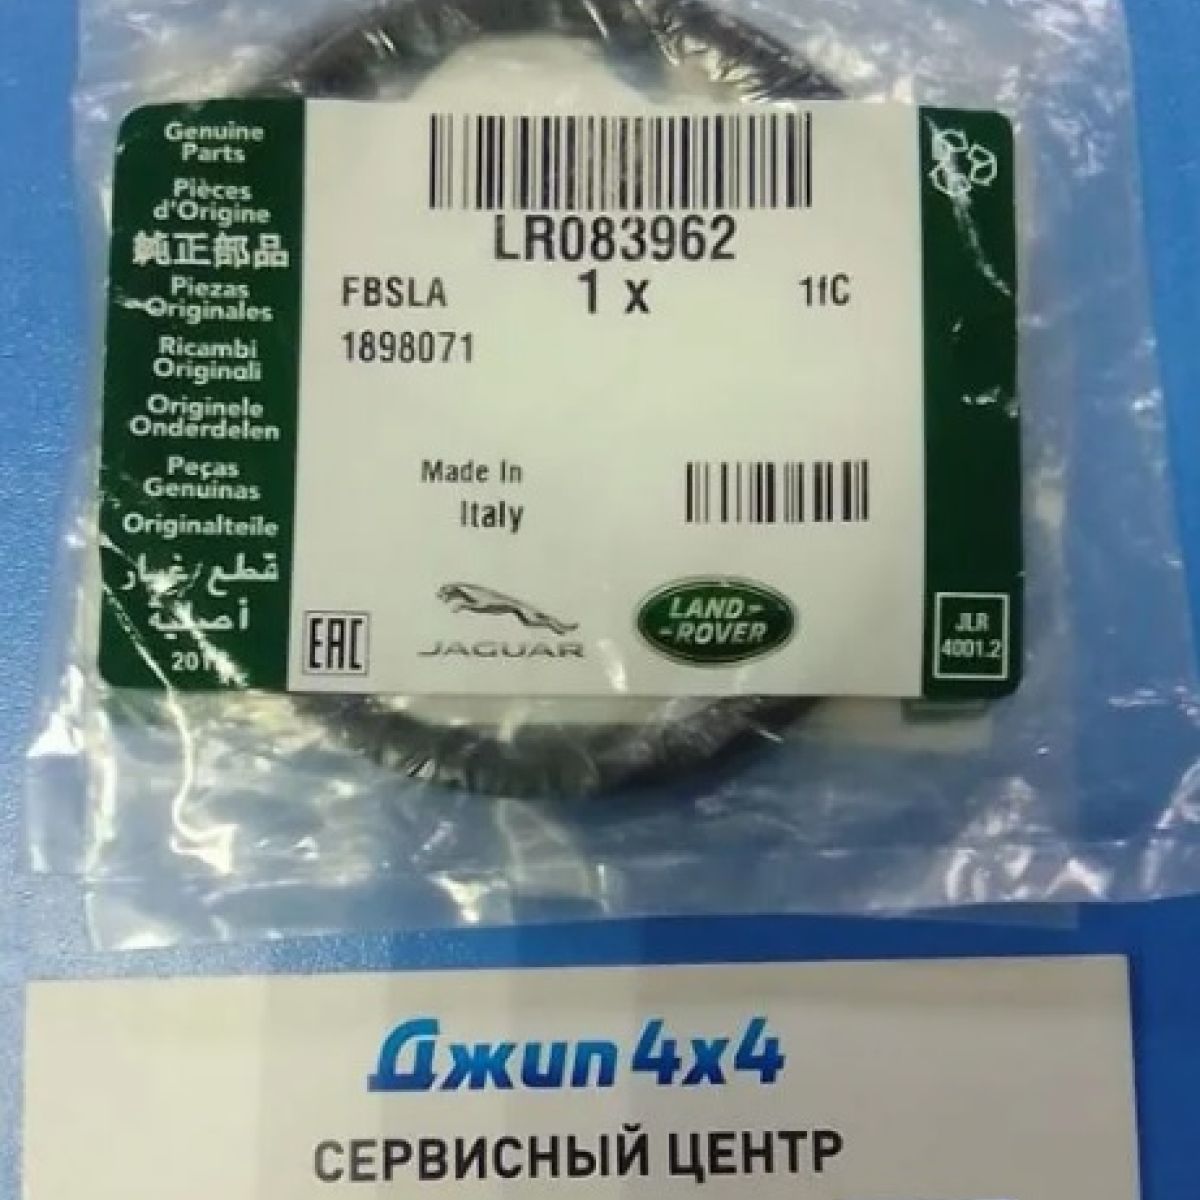 Genuine
Parts
Pièces
d'Origine
純正部品
Piezas
Originales
Ricambi
Originali
Originele
Onderdelen
Peças
Genuínas
Originalteile
قطع غيار
أصلية
LR083962
FBSLA
1 x
1fC
1898071
Made In
Italy
EAC
JAGUAR
LAND-
-ROVER
JLR
4001.2
Джип 4x4
СЕРВИСНЫЙ ЦЕНТР